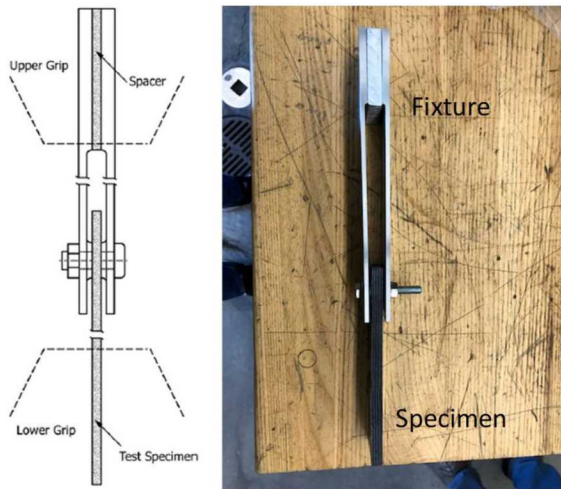 Upper Grip
Spacer
Fixture
Specimen
Lower Grip
Test Specimen